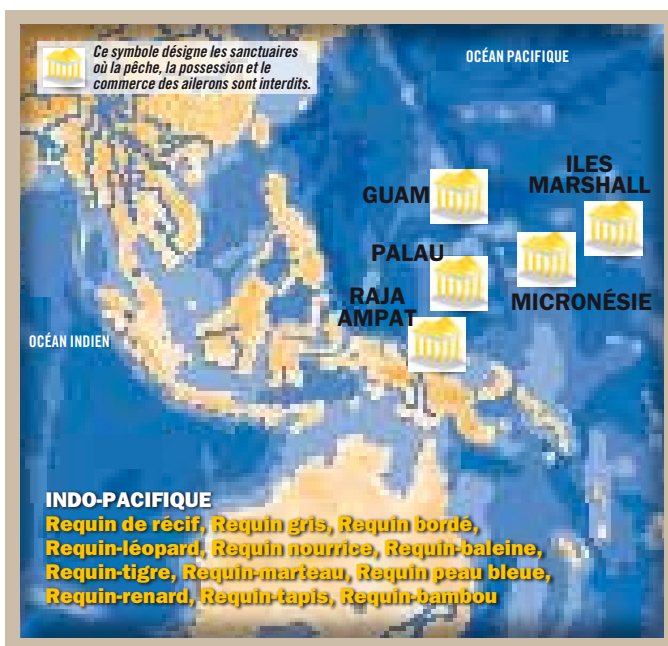 Ce symbole désigne les sanctuaires
où la pêche, la possession et le
commerce des ailerons sont interdits.
OCÉAN PACIFIQUE
ILES
MARSHALL
GUAM
PALAU
RAJA
AMPAT
MICRONÉSIE
OCÉAN INDIEN
INDO-PACIFIQUE
Requin de récif, Requin gris, Requin bordé,
Requin-léopard, Requin nourrice, Requin-baleine,
Requin-tigre, Requin-marteau, Requin peau bleue,
Requin-renard, Requin-tapis, Requin-bambou